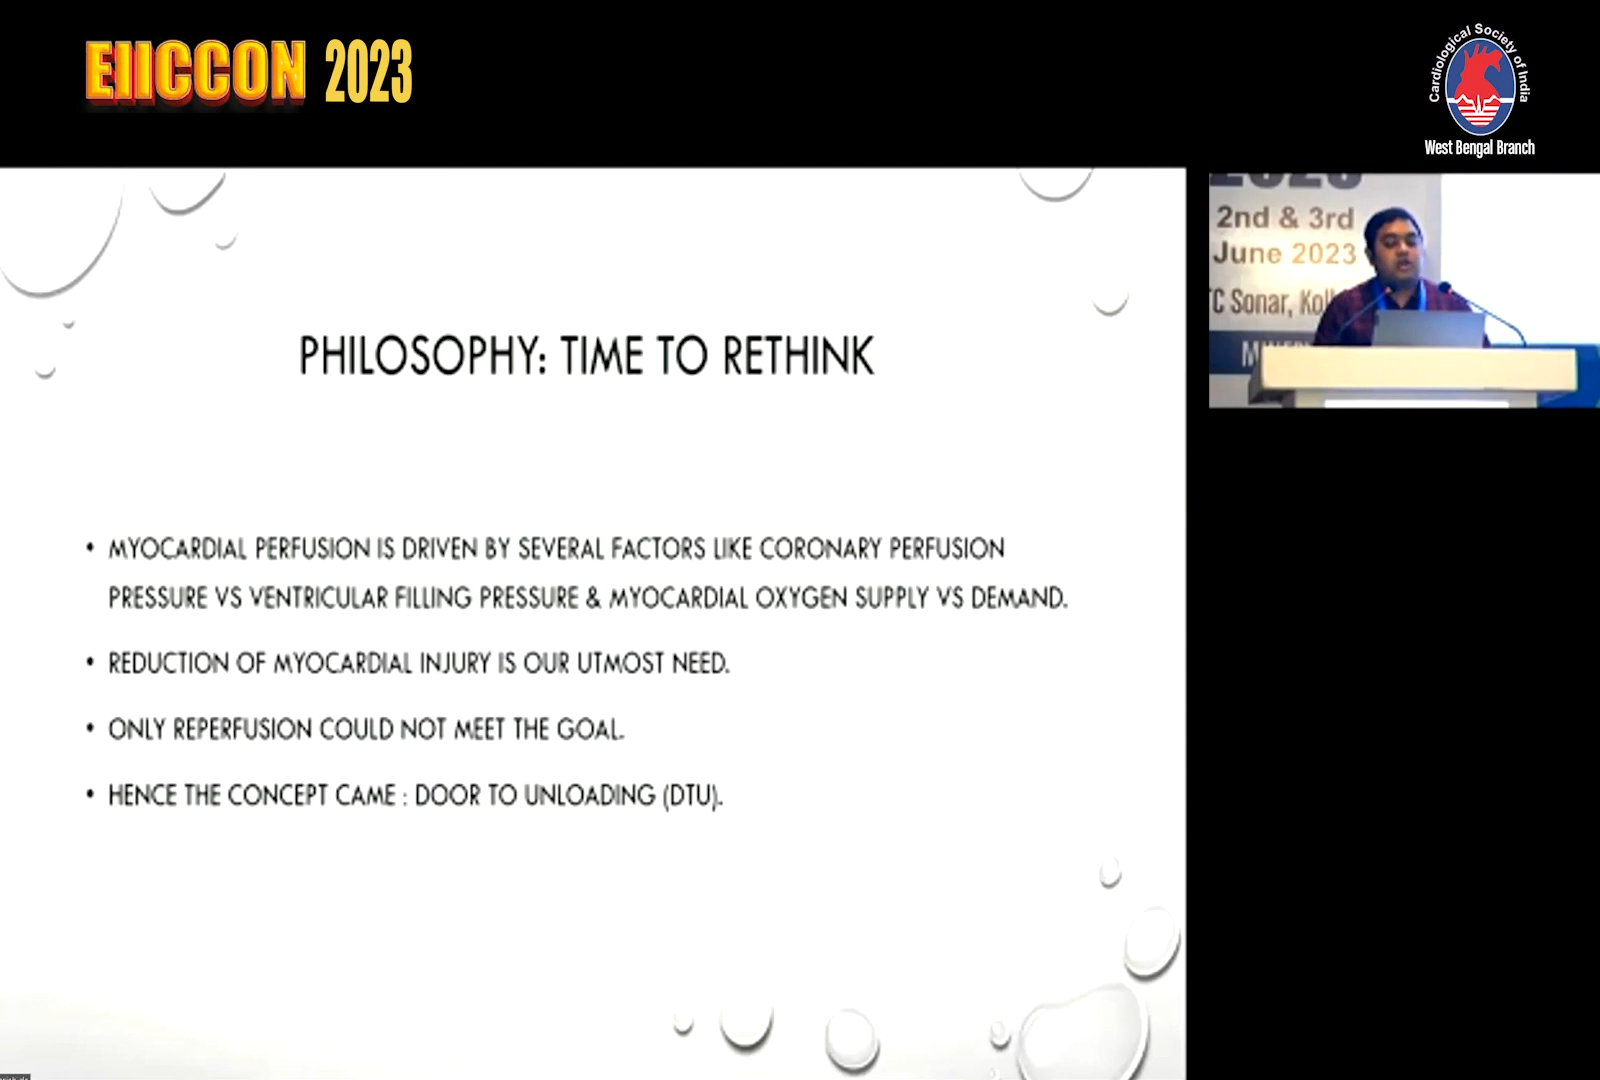 EIICCON 2023
Cardiological Society of India
West Bengal Branch
2nd & 3rd
June 2023
PHILOSOPHY: TIME TO RETHINK
• MYOCARDIAL PERFUSION IS DRIVEN BY SEVERAL FACTORS LIKE CORONARY PERFUSION
PRESSURE VS VENTRICULAR FILLING PRESSURE & MYOCARDIAL OXYGEN SUPPLY VS DEMAND.
• REDUCTION OF MYOCARDIAL INJURY IS OUR UTMOST NEED.
• ONLY REPERFUSION COULD NOT MEET THE GOAL.
• HENCE THE CONCEPT CAME : DOOR TO UNLOADING (DTU).
Sonar,